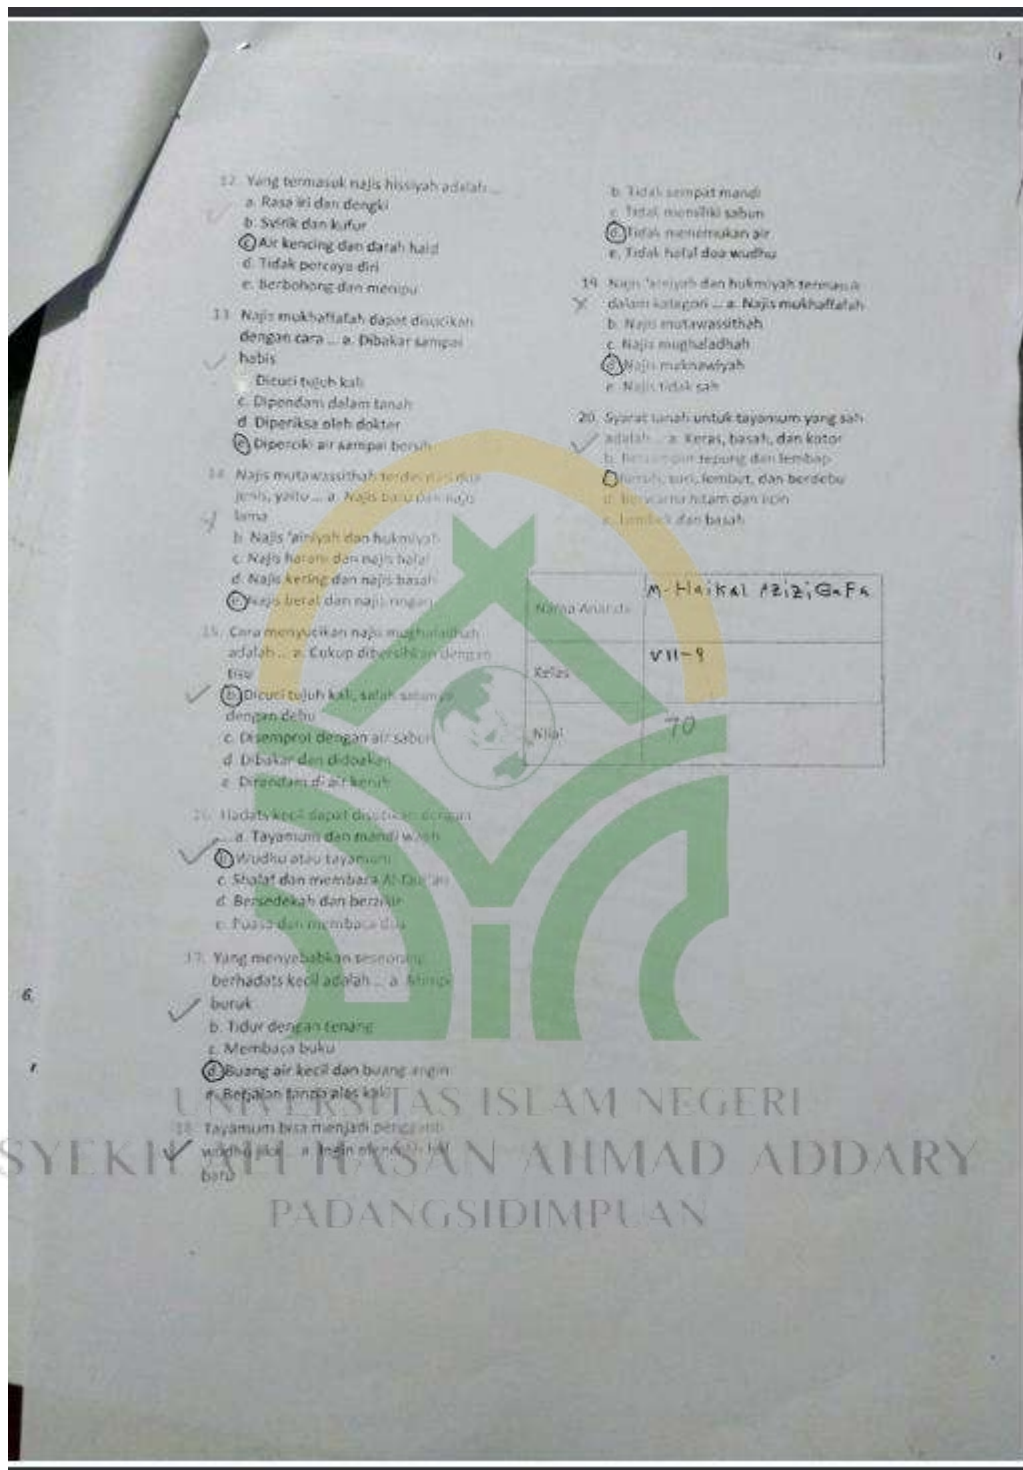 12. Yang termasuk najis hissiyah adalah ...
a. Rasa iri dan dengki
b. Syirik dan kufur
c. Air kencing dan darah haid
d. Tidak percaya diri
e. Berbohong dan menipu
13. Najis mukhaffafah dapat disucikan
dengan cara ... a. Dibakar sampai
habis
Dicuci tujuh kali
c. Dipendam dalam tanah
d. Diperiksa oleh dokter
e. Diperciki air sampai bersih
14. Najis mutawassithah terdiri dari dua
jenis, yaitu ... a. Najis baru dan najis
lama
b. Najis 'ainiyah dan hukmiyah
c. Najis haram dan najis halal
d. Najis kering dan najis basah
e. Najis berat dan najis ringan
15. Cara menyucikan najis mughaladhah
adalah ... a. Cukup dibersihkan dengan
tisu
b. Dicuci tujuh kali, salah satunya
dengan debu
c. Disemprot dengan air sabun
d. Dibakar dan didoakan
e. Direndam di air keruh
16. Hadats kecil dapat disucikan dengan
... a. Tayamum dan mandi wajib
b. Wudhu atau tayamum
c. Shalat dan membaca Al-Qur'an
d. Bersedekah dan berzikir
e. Puasa dan membaca doa
17. Yang menyebabkan seseorang
berhadats kecil adalah ... a. Mimpi
buruk
b. Tidur dengan tenang
c. Membaca buku
d. Buang air kecil dan buang angin
e. Berjalan tanpa alas kaki
18. Tayamum bisa menjadi pengganti
wudhu jika ... a. Ingin
baru
b. Tidak sempat mandi
c. Tidak memiliki sabun
d. Tidak menemukan air
e. Tidak hafal doa wudhu
19. Najis 'ainiyah dan hukmiyah termasuk
dalam kategori ... a. Najis mukhaffafah
b. Najis mutawassithah
c. Najis mughaladhah
d. Najis maknawiyah
e. Najis tidak sah
20. Syarat tanah untuk tayamum yang sah
adalah ... a. Keras, basah, dan kotor
b. tepung dan lembap
suci, lembut, dan berdebu
d. Berwarna hitam dan licin
e. Lembek dan basah
Nama Ananda
M. Haikal Azizi GaFa
Kelas
VII-9
Nilai
70
6.
UNIVERSITAS ISLAM NEGERI
SYEKH ALI HASAN AHMAD ADDARY
PADANGSIDIMPUAN